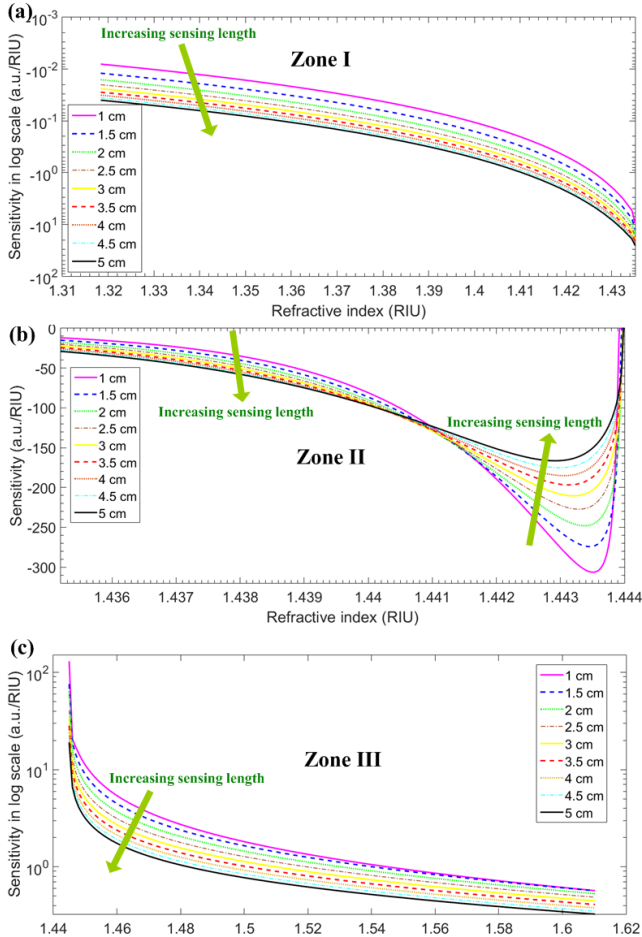 (a)
Increasing sensing length
Zone I
Sensitivity in log scale (a.u./RIU)
-10^-3
-10^-2
-10^-1
-10^0
-10^1
-10^2
1 cm
1.5 cm
2 cm
2.5 cm
3 cm
3.5 cm
4 cm
4.5 cm
5 cm
1.31 1.32 1.33 1.34 1.35 1.36 1.37 1.38 1.39 1.4 1.41 1.42 1.43
Refractive index (RIU)
(b)
Sensitivity (a.u./RIU)
0
-50
-100
-150
-200
-250
-300
1 cm
1.5 cm
2 cm
2.5 cm
3 cm
3.5 cm
4 cm
4.5 cm
5 cm
Increasing sensing length
Increasing sensing length
Zone II
1.436 1.437 1.438 1.439 1.44 1.441 1.442 1.443 1.444
Refractive index (RIU)
(c)
Sensitivity in log scale (a.u./RIU)
10^2
10^1
10^0
Increasing sensing length
Zone III
1 cm
1.5 cm
2 cm
2.5 cm
3 cm
3.5 cm
4 cm
4.5 cm
5 cm
1.44 1.46 1.48 1.5 1.52 1.54 1.56 1.58 1.6 1.62